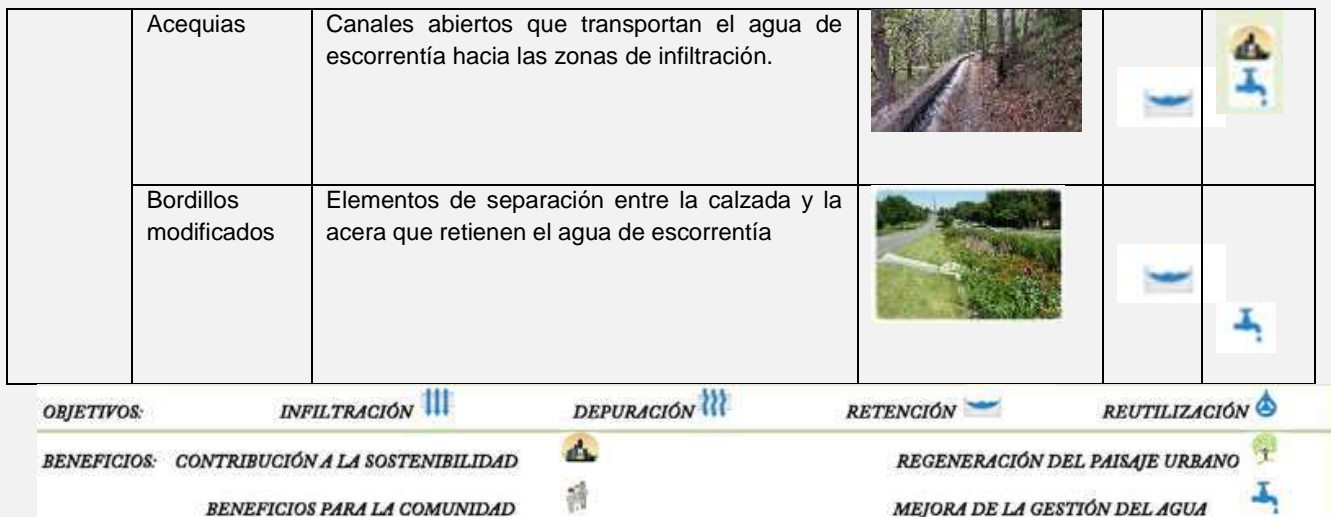 Acequias
Canales abiertos que transportan el agua de
escorrentía hacia las zonas de infiltración.
Bordillos
modificados
Elementos de separación entre la calzada y la
acera que retienen el agua de escorrentía
OBJETIVOS: INFILTRACIÓN DEPURACIÓN RETENCIÓN REUTILIZACIÓN
BENEFICIOS: CONTRIBUCIÓN A LA SOSTENIBILIDAD REGENERACIÓN DEL PAISAJE URBANO
BENEFICIOS PARA LA COMUNIDAD MEJORA DE LA GESTIÓN DEL AGUA